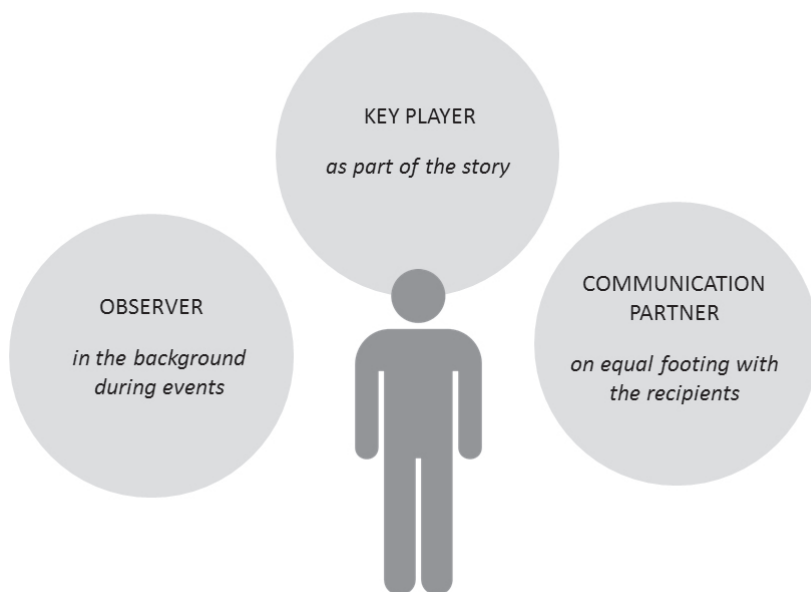 KEY PLAYER
as part of the story
OBSERVER
in the background
during events
COMMUNICATION
PARTNER
on equal footing with
the recipients